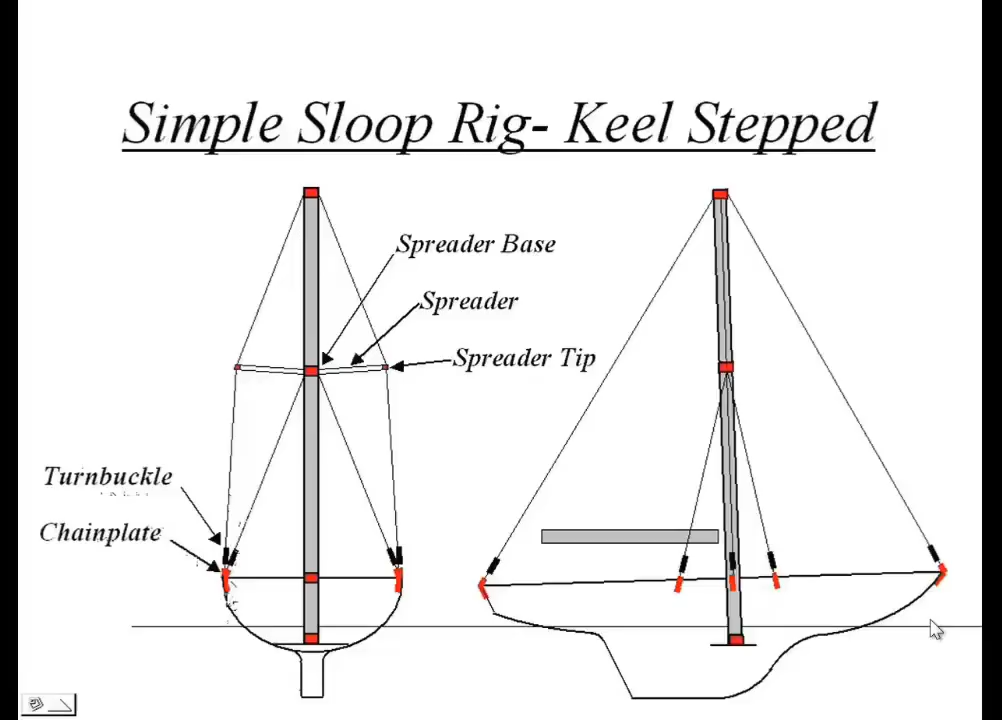 Simple Sloop Rig- Keel Stepped
Spreader Base
Spreader
Spreader Tip
Turnbuckle
Chainplate